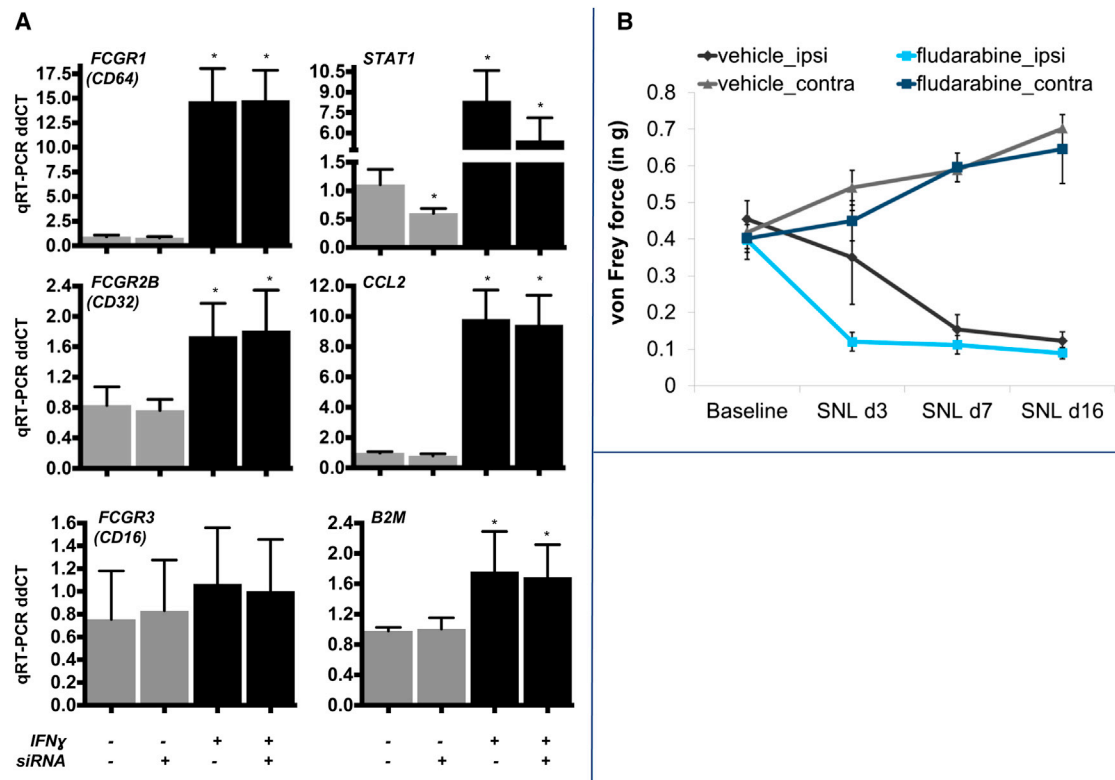 A
FCGR1
(CD64)
qRT-PCR ddCT
17.5
15.0
12.5
10.0
7.5
5.0
2.5
0.0
* *
STAT1
10.5
9.0
7.5
6.0
4.5
1.5
1.0
0.5
0.0
* * *
FCGR2B
(CD32)
qRT-PCR ddCT
2.4
2.0
1.6
1.2
0.8
0.4
0.0
* *
CCL2
12.0
10.0
8.0
6.0
4.0
2.0
0.0
* *
FCGR3
(CD16)
qRT-PCR ddCT
1.6
1.4
1.2
1.0
0.8
0.6
0.4
0.2
0.0
B2M
2.4
2.0
1.6
1.2
0.8
0.4
0.0
* *
IFNɣ - - + + - - + +
siRNA - + - + - + - +
B
vehicle_ipsi fludarabine_ipsi
vehicle_contra fludarabine_contra
von Frey force (in g)
0.8
0.7
0.6
0.5
0.4
0.3
0.2
0.1
0
Baseline SNL d3 SNL d7 SNL d16